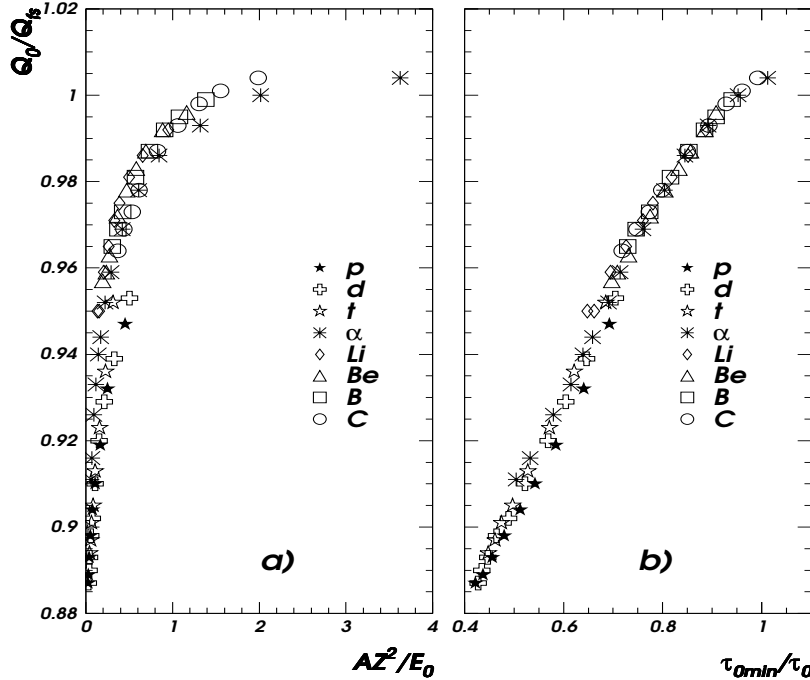 Q₀/Q_fs
1.02
1
0.98
0.96
0.94
0.92
0.9
0.88
p
d
t
α
Li
Be
B
C
a)
0
1
2
3
4
AZ²/E₀
p
d
t
α
Li
Be
B
C
b)
0.4
0.6
0.8
1
τ₀min/τ₀